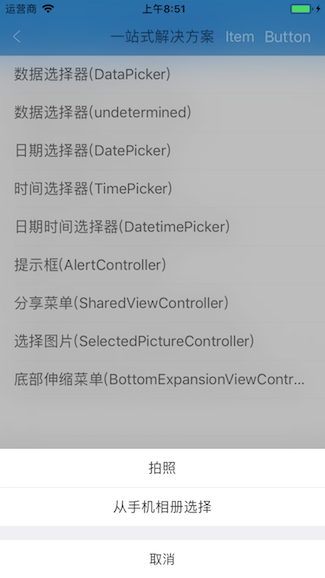 运营商 上午8:51
一站式解决方案 Item Button
数据选择器(DataPicker)
数据选择器(undetermined)
日期选择器(DatePicker)
时间选择器(TimePicker)
日期时间选择器(DatetimePicker)
提示框(AlertController)
分享菜单(SharedViewController)
选择图片(SelectedPictureController)
底部伸缩菜单(BottomExpansionViewContr...
拍照
从手机相册选择
取消